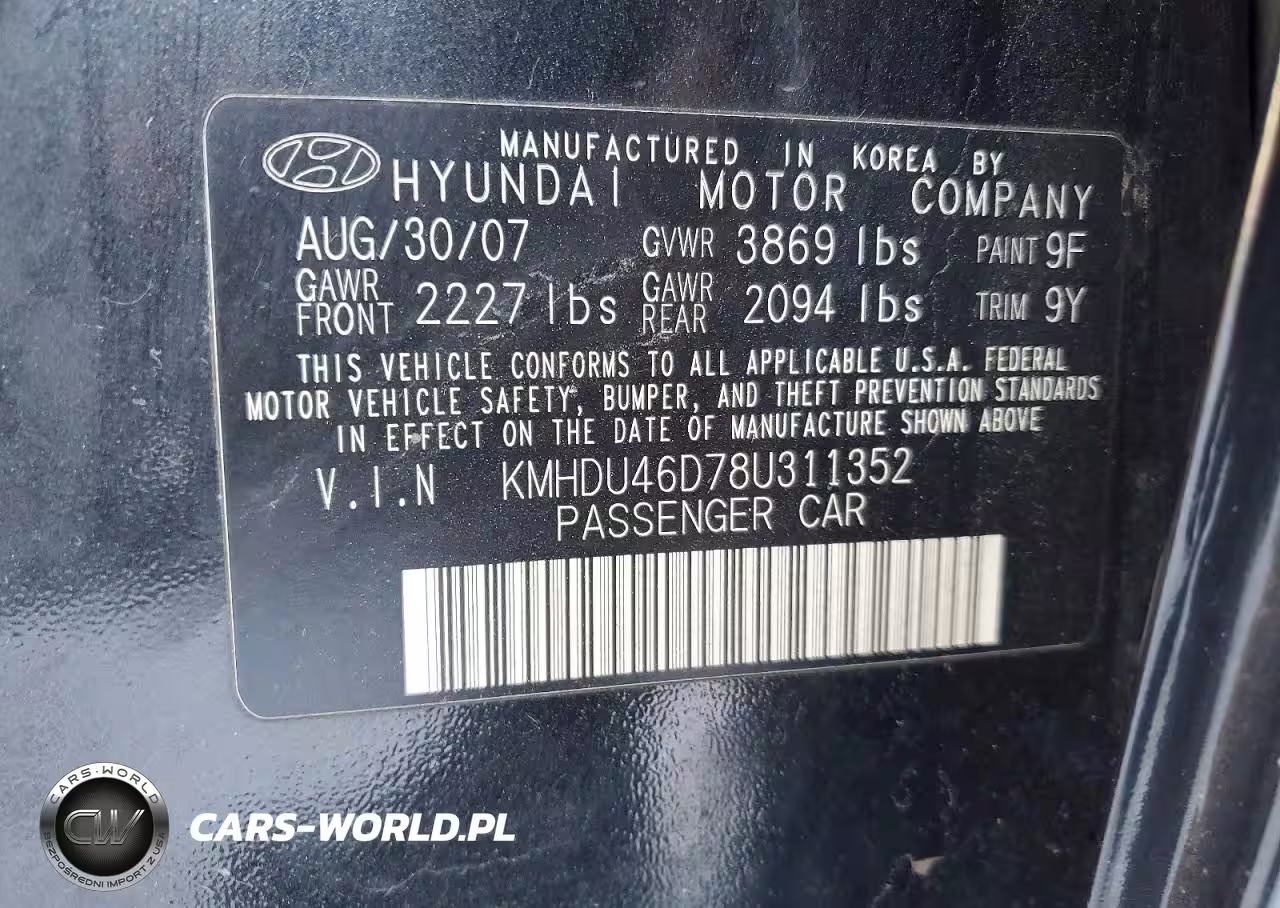 MANUFACTURED IN KOREA BY
HYUNDAI MOTOR COMPANY
AUG/30/07 GVWR 3869 lbs PAINT 9F
GAWR FRONT 2227 lbs GAWR REAR 2094 lbs TRIM 9Y
THIS VEHICLE CONFORMS TO ALL APPLICABLE U.S.A. FEDERAL
MOTOR VEHICLE SAFETY, BUMPER, AND THEFT PREVENTION STANDARDS
IN EFFECT ON THE DATE OF MANUFACTURE SHOWN ABOVE
V.I.N KMHDU46D78U311352
PASSENGER CAR
CARS-WORLD
CW
BEZPOŚREDNI IMPORT Z USA
CARS-WORLD.PL